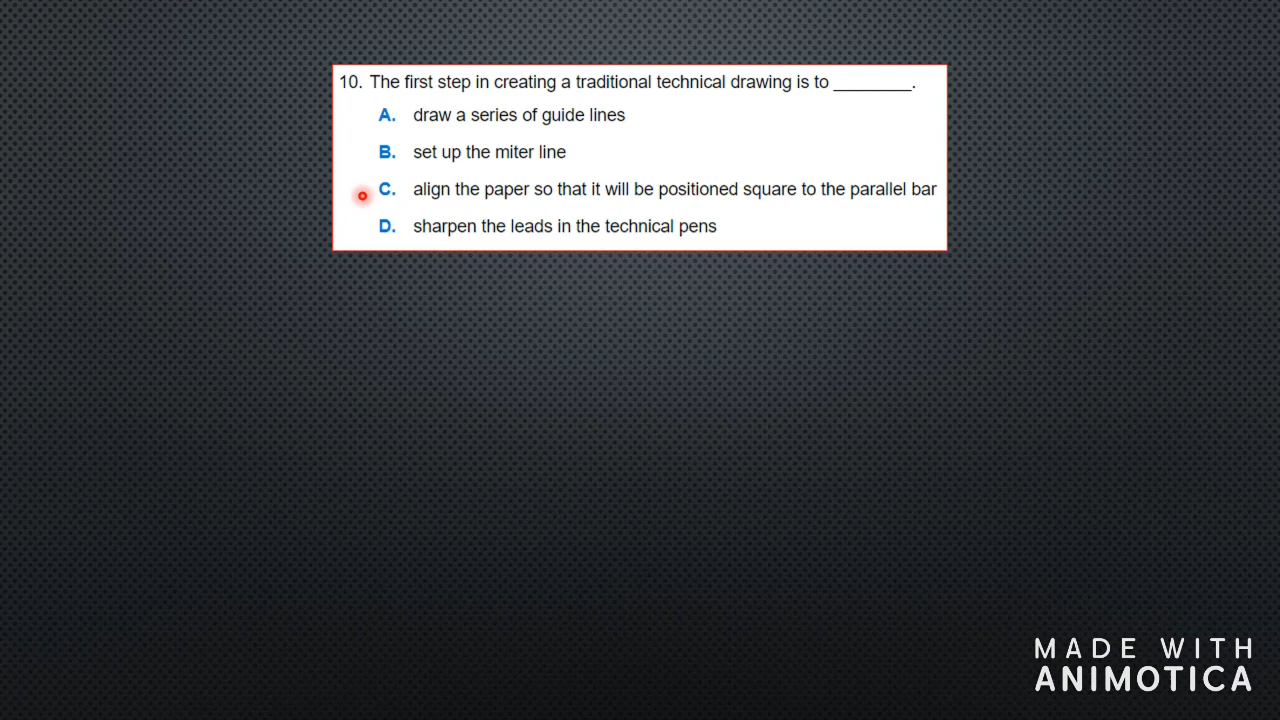 10. The first step in creating a traditional technical drawing is to ________.
A. draw a series of guide lines
B. set up the miter line
C. align the paper so that it will be positioned square to the parallel bar
D. sharpen the leads in the technical pens
MADE WITH
ANIMOTICA